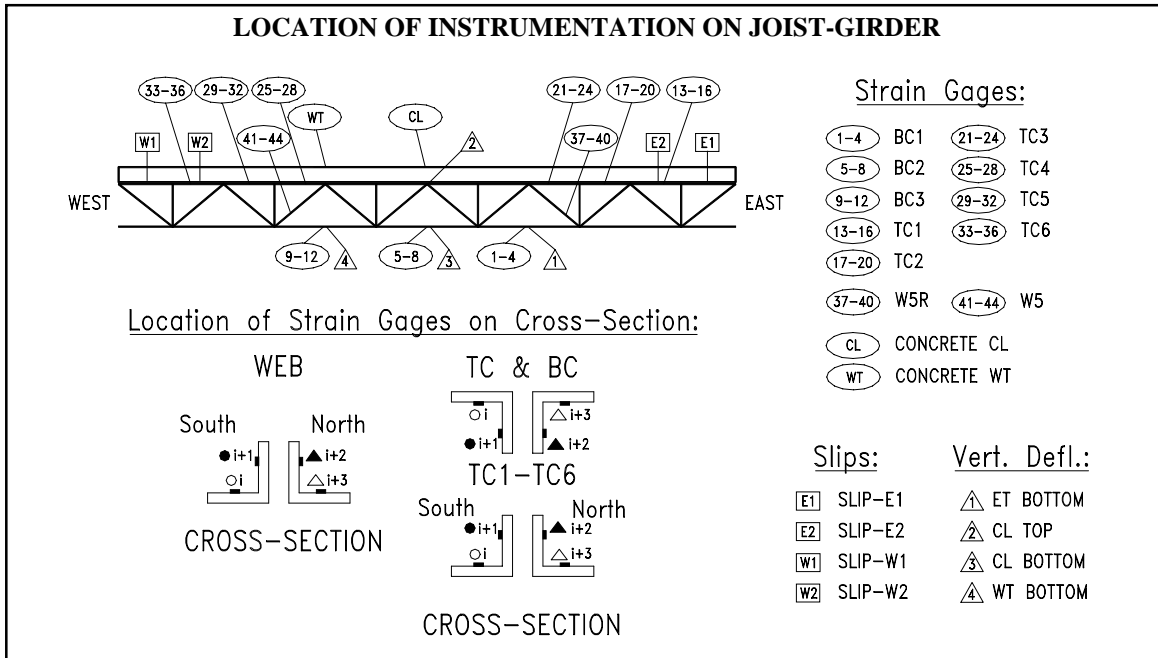 LOCATION OF INSTRUMENTATION ON JOIST-GIRDER
33-36 29-32 25-28 21-24 17-20 13-16
W1 W2 41-44 WT CL 2 37-40 E2 E1
WEST EAST
9-12 4 5-8 3 1-4 1
Strain Gages:
1-4 BC1 21-24 TC3
5-8 BC2 25-28 TC4
9-12 BC3 29-32 TC5
13-16 TC1 33-36 TC6
17-20 TC2
37-40 W5R 41-44 W5
CL CONCRETE CL
WT CONCRETE WT
Location of Strain Gages on Cross-Section:
WEB
South North
i+1 i+2
i i+3
CROSS-SECTION
TC & BC
i i+3
i+1 i+2
TC1-TC6
South North
i+1 i+2
i i+3
CROSS-SECTION
Slips:
E1 SLIP-E1
E2 SLIP-E2
W1 SLIP-W1
W2 SLIP-W2
Vert. Defl.:
1 ET BOTTOM
2 CL TOP
3 CL BOTTOM
4 WT BOTTOM